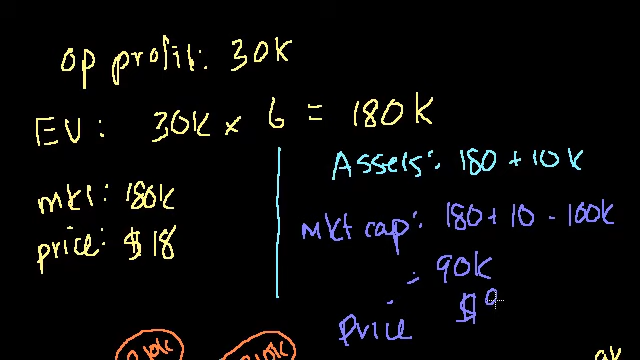 Op profit: 30K
EV: 30K × 6 = 180K
mkt: 180K
price: $18
Assets: 180 + 10K
Mkt cap: 180 + 10 - 100K
= 90K
Price $9